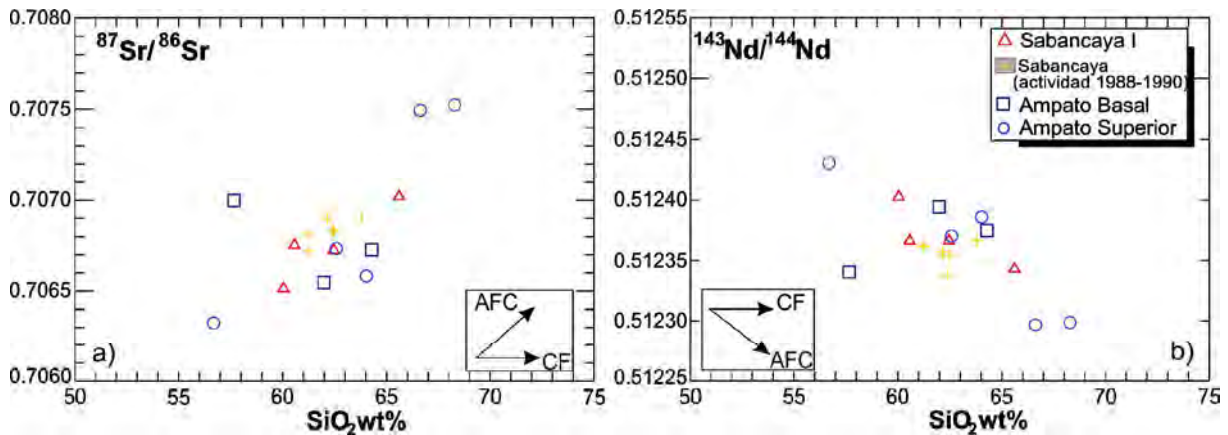 0.7080
87Sr/86Sr
0.7075
0.7070
0.7065
0.7060
AFC
CF
a)
50 55 60 65 70 75
SiO2wt%
0.51255
143Nd/144Nd
0.51250
0.51245
0.51240
0.51235
0.51230
0.51225
Sabancaya I
Sabancaya
(actividad 1988-1990)
Ampato Basal
Ampato Superior
CF
AFC
b)
50 55 60 65 70 75
SiO2wt%